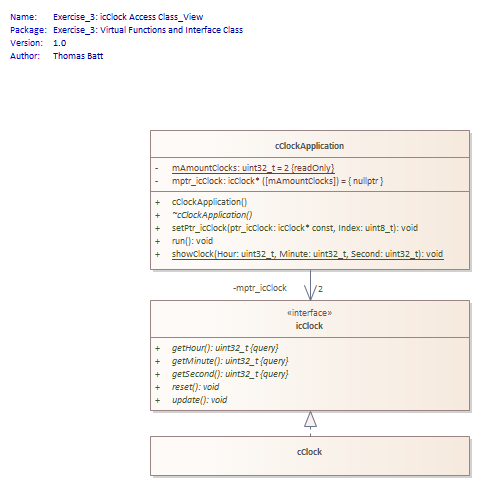 Name: Exercise_3: icClock Access Class_View
Package: Exercise_3: Virtual Functions and Interface Class
Version: 1.0
Author: Thomas Batt
cClockApplication
- mAmountClocks: uint32_t = 2 {readOnly}
- mptr_icClock: icClock* ([mAmountClocks]) = { nullptr }
+ cClockApplication()
+ ~cClockApplication()
+ setPtr_icClock(ptr_icClock: icClock* const, Index: uint8_t): void
+ run(): void
+ showClock(Hour: uint32_t, Minute: uint32_t, Second: uint32_t): void
-mptr_icClock 2
«interface»
icClock
+ getHour(): uint32_t {query}
+ getMinute(): uint32_t {query}
+ getSecond(): uint32_t {query}
+ reset(): void
+ update(): void
cClock